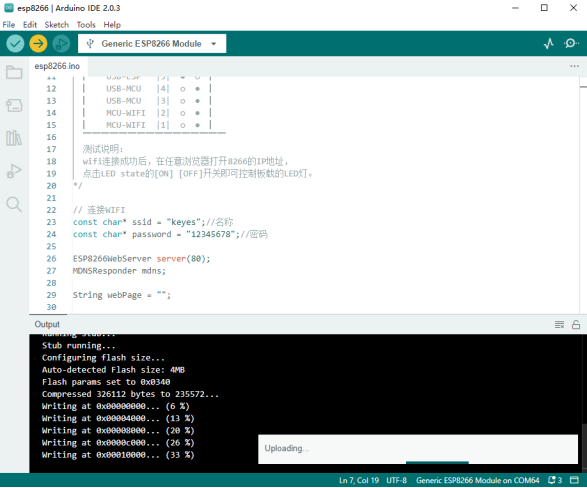 esp8266 | Arduino IDE 2.0.3
File Edit Sketch Tools Help
Generic ESP8266 Module
esp8266.ino
11 | USB-ESP |5| ● ○ |
12 | USB-MCU |4| ○ ● |
13 | USB-MCU |3| ○ ● |
14 | MCU-WIFI |2| ○ ● |
15 | MCU-WIFI |1| ○ ● |
16
17 测试说明:
18 wifi连接成功后，在任意浏览器打开8266的IP地址，
19 点击LED state的[ON] [OFF]开关即可控制板载的LED灯。
20 */
21
22 // 连接WIFI
23 const char* ssid = "keyes";//名称
24 const char* password = "12345678";//密码
25
26 ESP8266WebServer server(80);
27 MDNSResponder mdns;
28
29 String webPage = "";
30
Output
Running stub...
Stub running...
Configuring flash size...
Auto-detected Flash size: 4MB
Flash params set to 0x0340
Compressed 326112 bytes to 235572...
Writing at 0x00000000... (6 %)
Writing at 0x00004000... (13 %)
Writing at 0x00008000... (20 %)
Writing at 0x0000c000... (26 %)
Writing at 0x00010000... (33 %)
Uploading...
Ln 7, Col 19 UTF-8 Generic ESP8266 Module on COM64 3